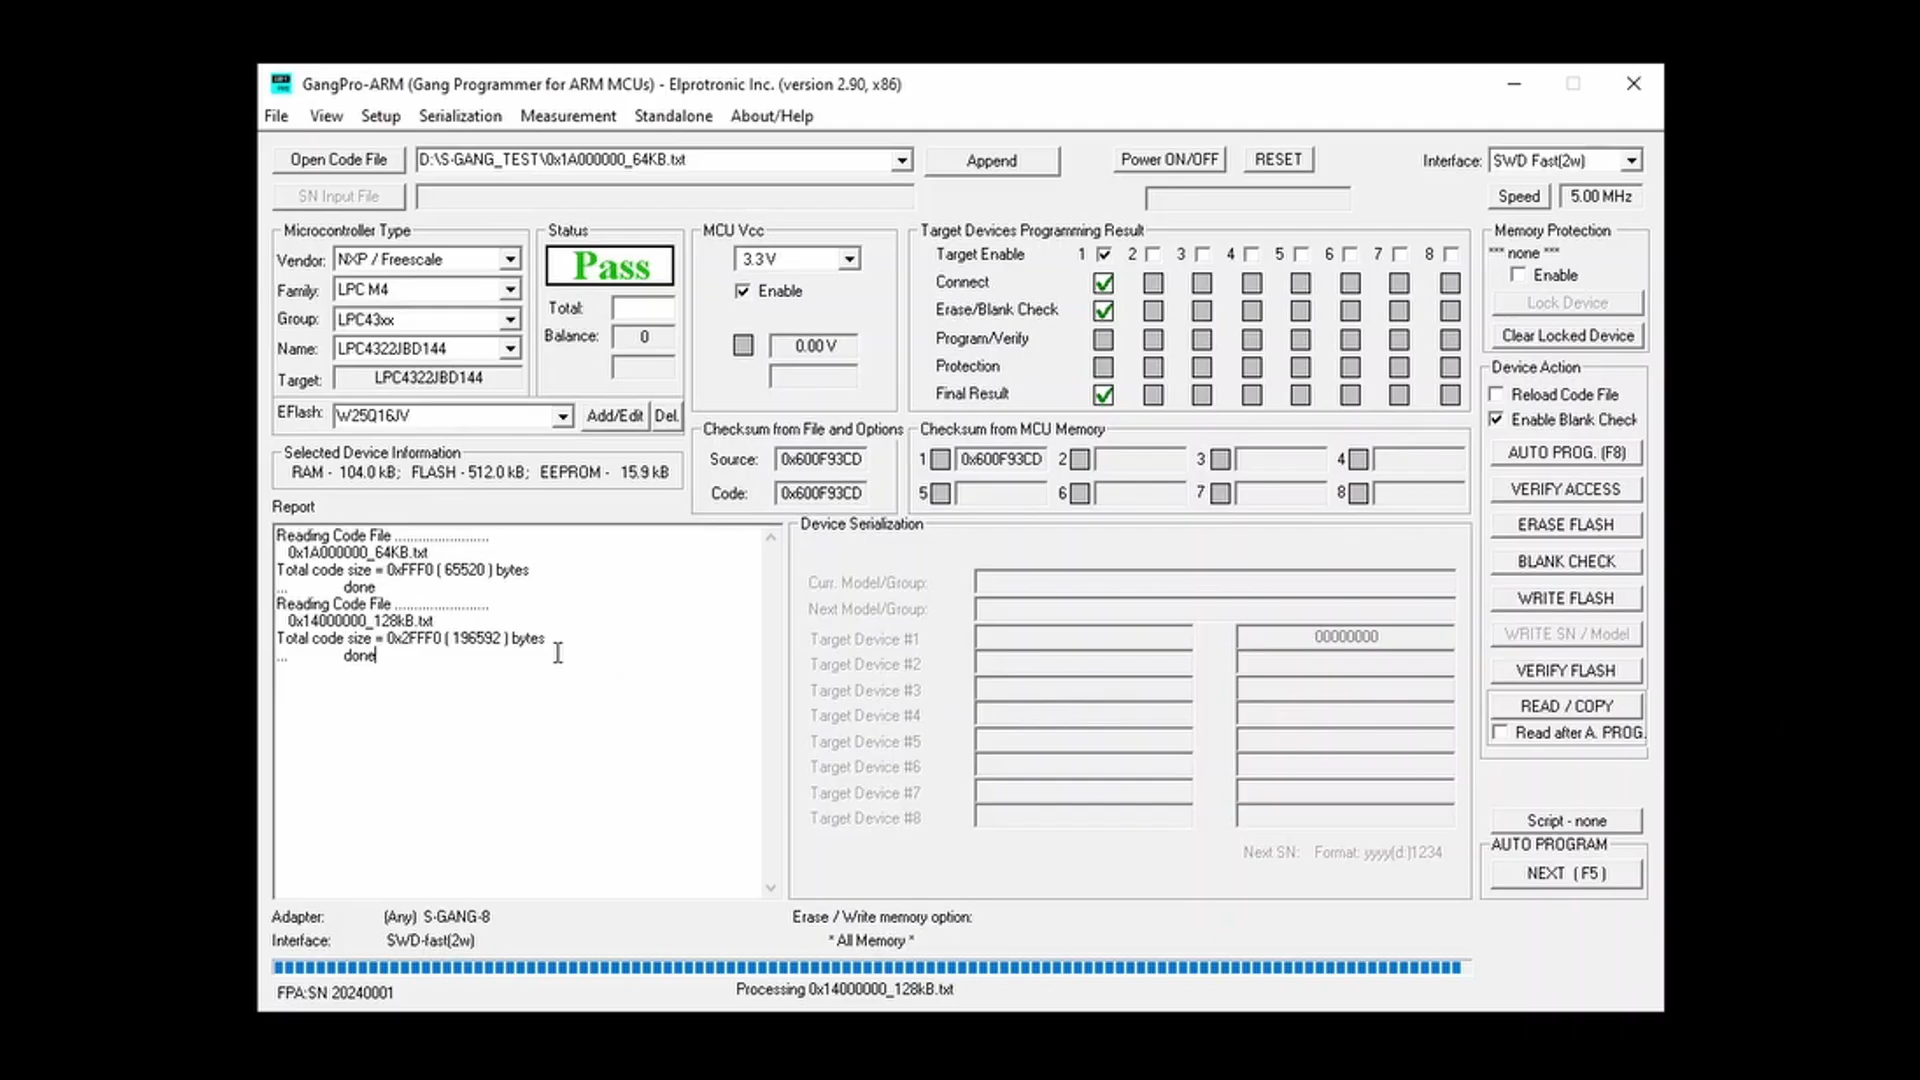 GangPro-ARM (Gang Programmer for ARM MCUs) - Elprotronic Inc. (version 2.90, x86)
File View Setup Serialization Measurement Standalone About/Help
Open Code File D:\S-GANG_TEST\0x1A000000_64KB.txt Append Power ON/OFF RESET Interface: SWD Fast(2w)
SN Input File Speed 5.00 MHz
Microcontroller Type
Vendor: NXP / Freescale
Family: LPC M4
Group: LPC43xx
Name: LPC4322JBD144
Target: LPC4322JBD144
EFlash: W25Q16JV Add/Edit Del.
Status
Pass
Total:
Balance: 0
MCU Vcc
3.3 V
Enable
0.00 V
Target Devices Programming Result
Target Enable 1 2 3 4 5 6 7 8
Connect
Erase/Blank Check
Program/Verify
Protection
Final Result
Memory Protection
*** none ***
Enable
Lock Device
Clear Locked Device
Selected Device Information
RAM - 104.0 kB; FLASH - 512.0 kB; EEPROM - 15.9 kB
Checksum from File and Options
Source: 0x600F93CD
Code: 0x600F93CD
Checksum from MCU Memory
1 0x600F93CD 2 3 4
5 6 7 8
Device Action
Reload Code File
Enable Blank Check
AUTO PROG. (F8)
VERIFY ACCESS
ERASE FLASH
BLANK CHECK
WRITE FLASH
WRITE SN / Model
VERIFY FLASH
READ / COPY
Read after A. PROG.
Script - none
AUTO PROGRAM
NEXT (F5)
Report
Reading Code File .........................
0x1A000000_64KB.txt
Total code size = 0xFFF0 ( 65520 ) bytes
... done
Reading Code File .........................
0x14000000_128kB.txt
Total code size = 0x2FFF0 ( 196592 ) bytes
... done
Device Serialization
Curr. Model/Group:
Next Model/Group:
Target Device #1 00000000
Target Device #2
Target Device #3
Target Device #4
Target Device #5
Target Device #6
Target Device #7
Target Device #8
Next SN: Format: yyyy(d:)1234
Adapter: (Any) S-GANG-8
Interface: SWD-fast(2w)
Erase / Write memory option:
* All Memory *
FPA:SN 20240001
Processing 0x14000000_128kB.txt